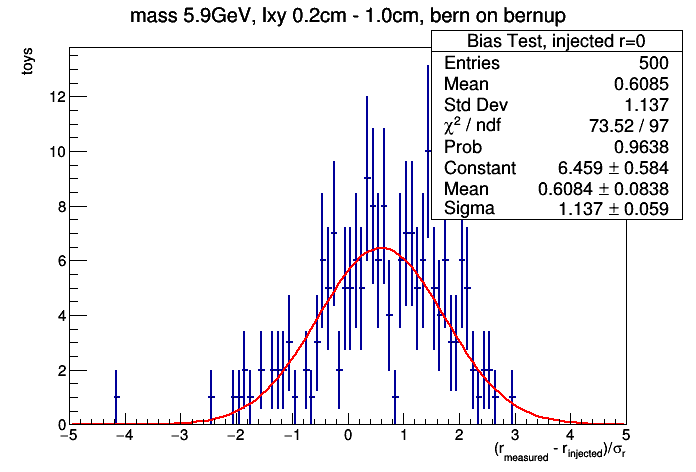 mass 5.9GeV, lxy 0.2cm - 1.0cm, bern on bernup
Bias Test, injected r=0
Entries 500
Mean 0.6085
Std Dev 1.137
χ² / ndf 73.52 / 97
Prob 0.9638
Constant 6.459 ± 0.584
Mean 0.6084 ± 0.0838
Sigma 1.137 ± 0.059
toys
12
10
8
6
4
2
0
−5 −4 −3 −2 −1 0 1 2 3 4 5
(r_measured - r_injected)/σ_r